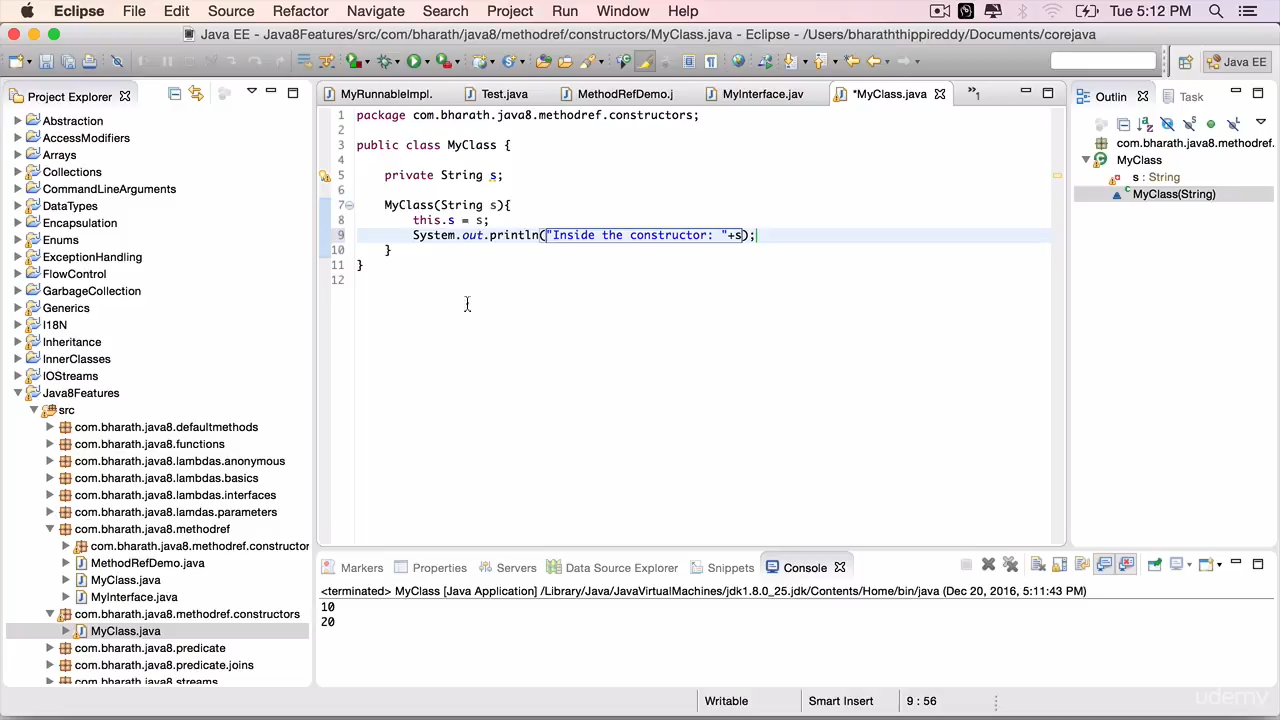 Eclipse File Edit Source Refactor Navigate Search Project Run Window Help Tue 5:12 PM
Java EE - Java8Features/src/com/bharath/java8/methodref/constructors/MyClass.java - Eclipse - /Users/bharaththippireddy/Documents/corejava
Java EE
Project Explorer
MyRunnableImpl. Test.java MethodRefDemo.j MyInterface.jav *MyClass.java »1
Outlin Task
Abstraction
AccessModifiers
Arrays
Collections
CommandLineArguments
DataTypes
Encapsulation
Enums
ExceptionHandling
FlowControl
GarbageCollection
Generics
I18N
Inheritance
InnerClasses
IOStreams
Java8Features
src
com.bharath.java8.defaultmethods
com.bharath.java8.functions
com.bharath.java8.lambdas.anonymous
com.bharath.java8.lambdas.basics
com.bharath.java8.lambdas.interfaces
com.bharath.java8.lamdas.parameters
com.bharath.java8.methodref
com.bharath.java8.methodref.constructor
MethodRefDemo.java
MyClass.java
MyInterface.java
com.bharath.java8.methodref.constructors
MyClass.java
com.bharath.java8.predicate
com.bharath.java8.predicate.joins
com.bharath.java8.streams
1 package com.bharath.java8.methodref.constructors;
2
3 public class MyClass {
4
5 private String s;
6
7 MyClass(String s){
8 this.s = s;
9 System.out.println("Inside the constructor: "+s);
10 }
11 }
12
com.bharath.java8.methodref.
MyClass
s : String
MyClass(String)
Markers Properties Servers Data Source Explorer Snippets Console
<terminated> MyClass [Java Application] /Library/Java/JavaVirtualMachines/jdk1.8.0_25.jdk/Contents/Home/bin/java (Dec 20, 2016, 5:11:43 PM)
10
20
Writable Smart Insert 9 : 56
udemy